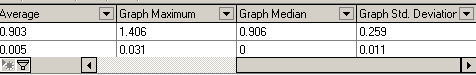 Average Graph Maximum Graph Median Graph Std. Deviation
0.903 1.406 0.906 0.259
0.005 0.031 0 0.011